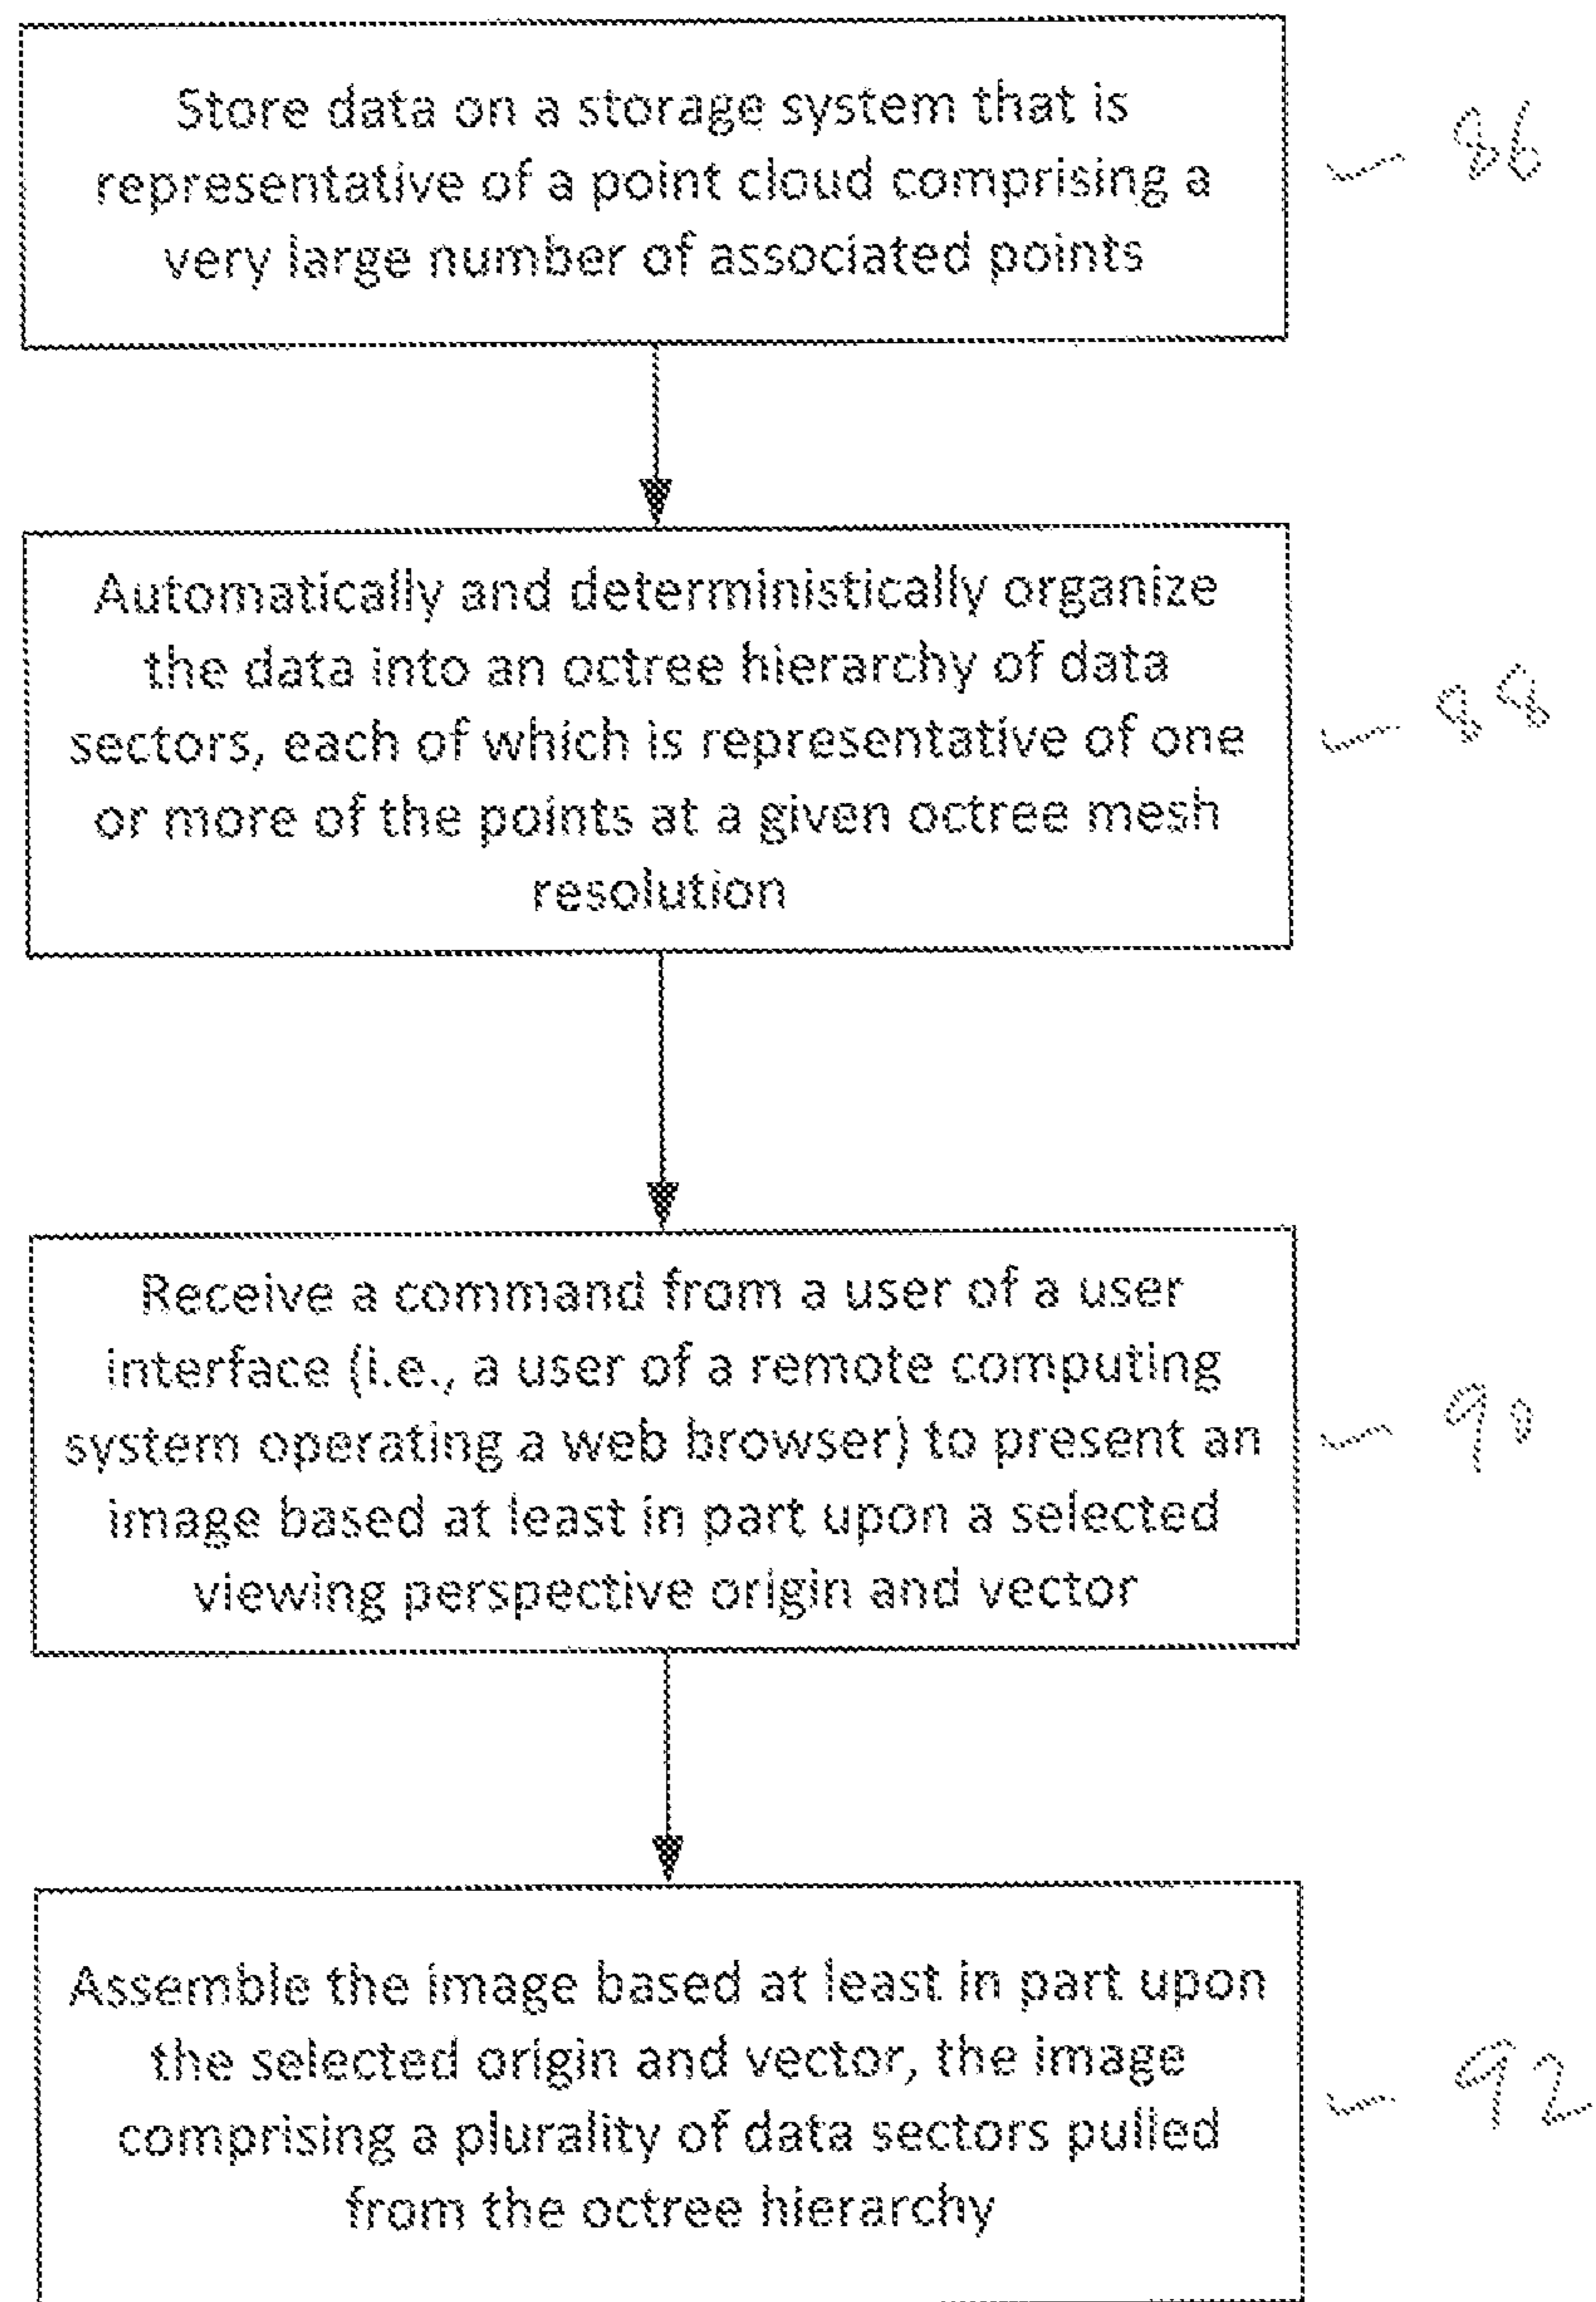 Store data on a storage system that is
representative of a point cloud comprising a
very large number of associated points
86
Automatically and deterministically organize
the data into an octree hierarchy of data
sectors, each of which is representative of one
or more of the points at a given octree mesh
resolution
88
Receive a command from a user of a user
interface (i.e., a user of a remote computing
system operating a web browser) to present an
image based at least in part upon a selected
viewing perspective origin and vector
90
Assemble the image based at least in part upon
the selected origin and vector, the image
comprising a plurality of data sectors pulled
from the octree hierarchy
92